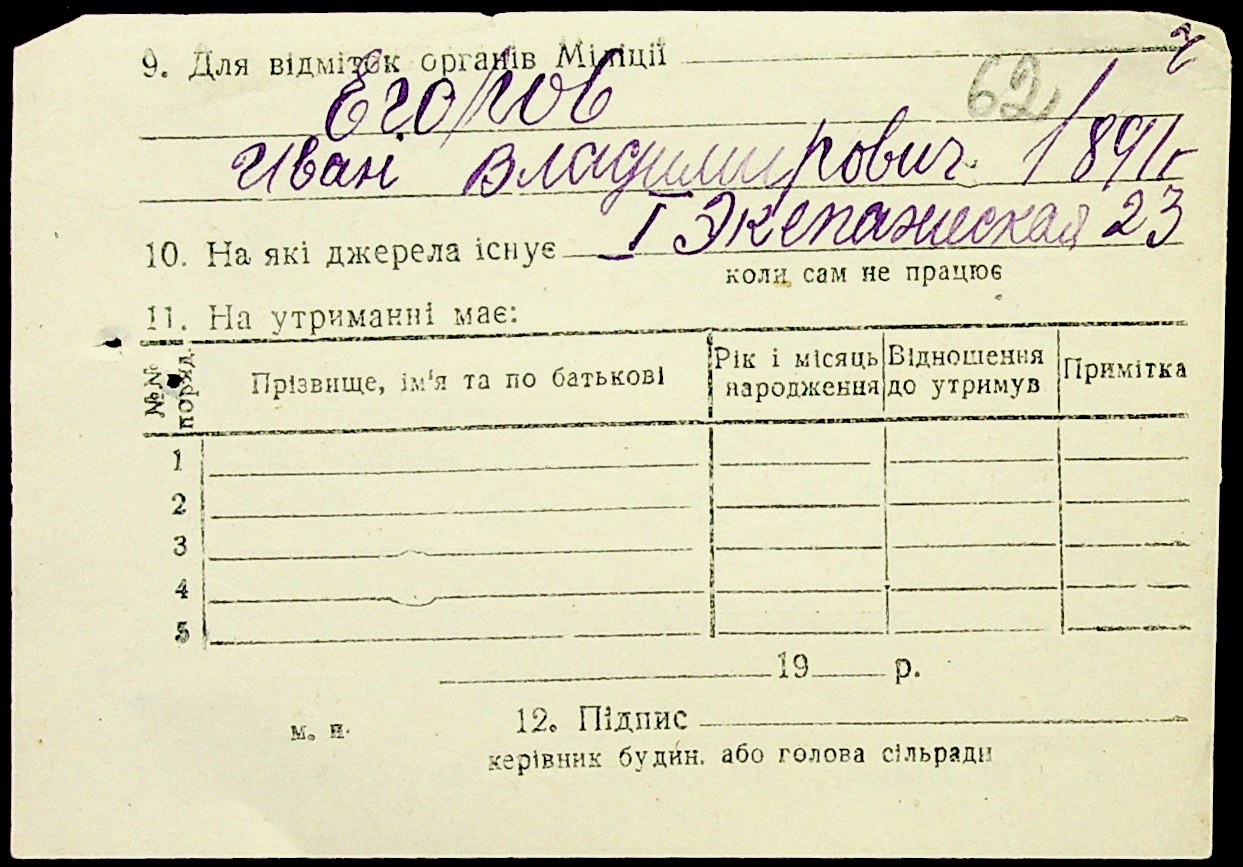 9. Для відміток органів Міліції
Егоров 62
Иван Владимирович 1891г
10. На які джерела існує I Экепажеская 23
коли сам не працює
11. На утриманні має:
№№ поряд. Прізвище, ім'я та по батькові Рік і місяць народження Відношення до утримув Примітка
1
2
3
4
5
19 р.
м. п. 12. Підпис
керівник будин. або голова сільради